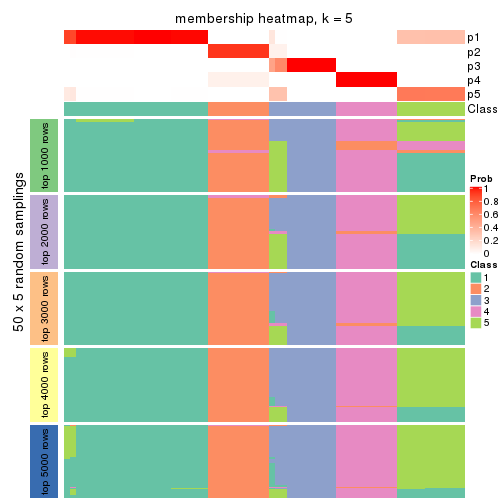 membership heatmap, k = 5
p1
p2
p3
p4
p5
Class
50 x 5 random samplings
top 1000 rows
top 2000 rows
top 3000 rows
top 4000 rows
top 5000 rows
Prob
1
0.8
0.6
0.4
0.2
0
Class
1
2
3
4
5